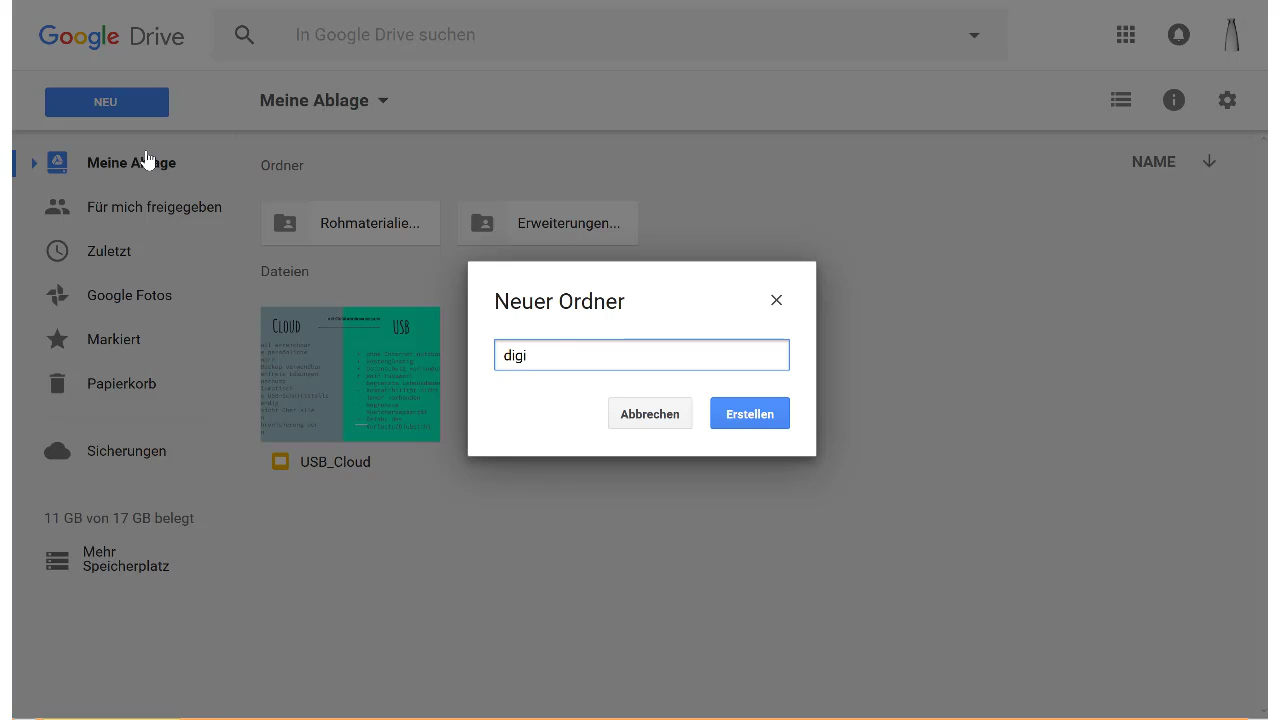 Google Drive
In Google Drive suchen
NEU
Meine Ablage
Meine Ablage
Für mich freigegeben
Zuletzt
Google Fotos
Markiert
Papierkorb
Sicherungen
11 GB von 17 GB belegt
Mehr
Speicherplatz
Ordner
NAME
Rohmaterialie...
Erweiterungen...
Dateien
CLOUD
USB
USB_Cloud
Neuer Ordner
digi
Abbrechen
Erstellen